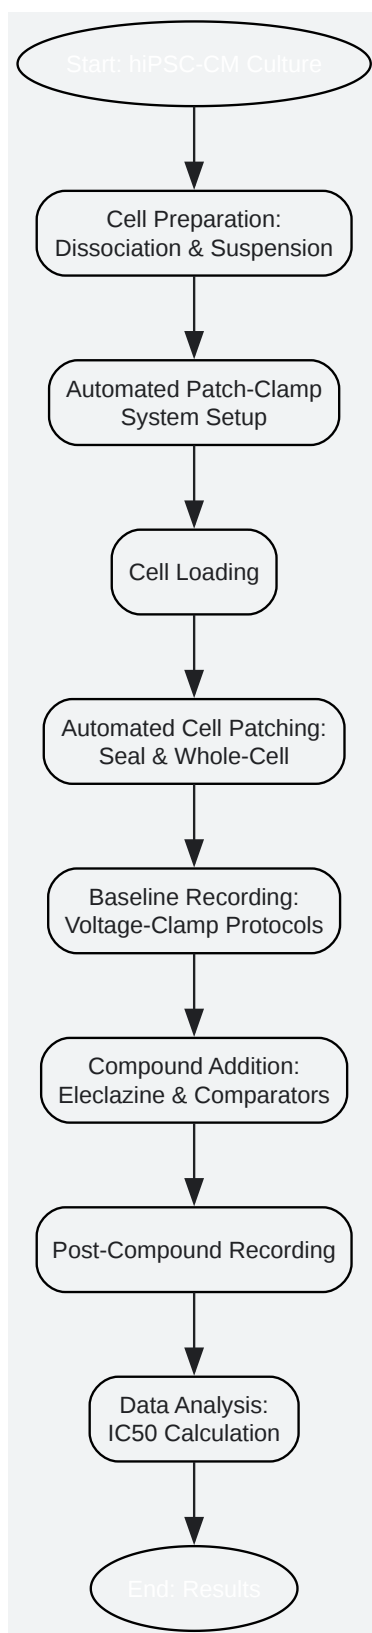 Start: hiPSC-CM Culture
Cell Preparation:
Dissociation & Suspension
Automated Patch-Clamp
System Setup
Cell Loading
Automated Cell Patching:
Seal & Whole-Cell
Baseline Recording:
Voltage-Clamp Protocols
Compound Addition:
Eleclazine & Comparators
Post-Compound Recording
Data Analysis:
IC50 Calculation
End: Results